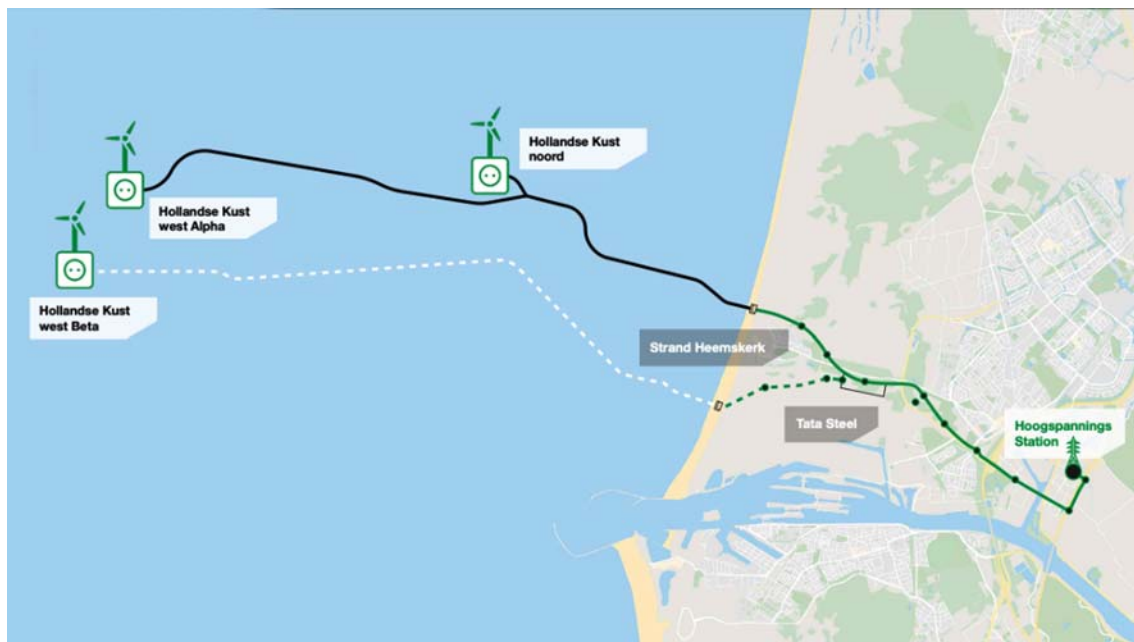 Hollandse Kust
noord
Hollandse Kust
west Alpha
Hollandse Kust
west Beta
Strand Heemskerk
Tata Steel
Hoogspannings
Station